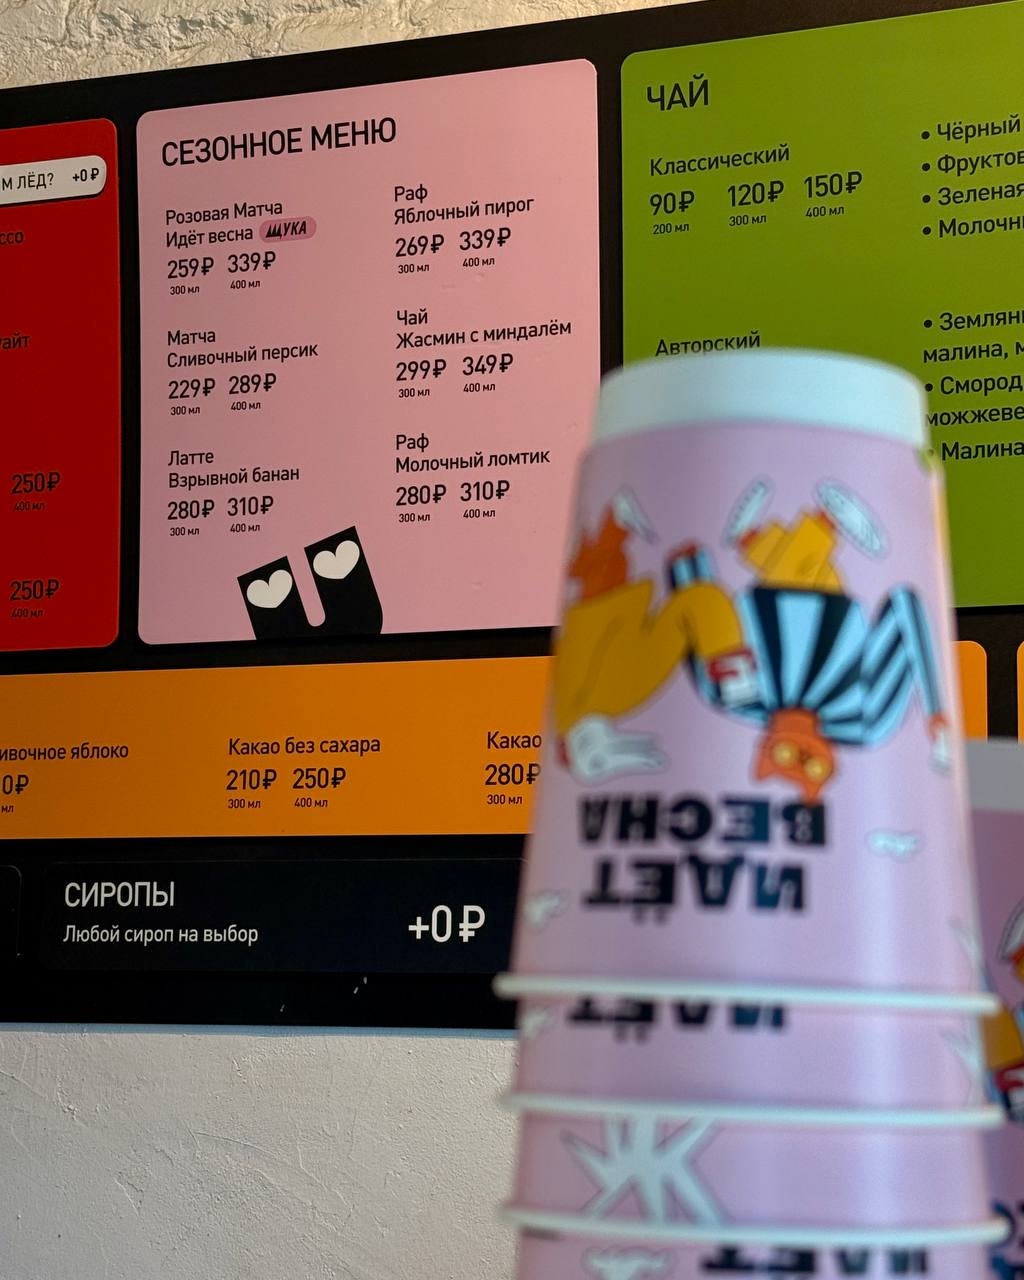 М ЛЁД? +0 ₽
250₽
400 мл
250₽
400 мл
СЕЗОННОЕ МЕНЮ
Розовая Матча
Идёт весна ЩУКА
259₽ 339₽
300 мл 400 мл
Матча
Сливочный персик
229₽ 289₽
300 мл 400 мл
Латте
Взрывной банан
280₽ 310₽
300 мл 400 мл
Раф
Яблочный пирог
269₽ 339₽
300 мл 400 мл
Чай
Жасмин с миндалём
299₽ 349₽
300 мл 400 мл
Раф
Молочный ломтик
280₽ 310₽
300 мл 400 мл
ЧАЙ
Классический
90₽ 120₽ 150₽
200 мл 300 мл 400 мл
• Чёрный
• Фруктов
• Зеленая
• Молочн
Авторский
• Землян
малина, м
• Смород
можжеве
• Малина
ивочное яблоко
0₽
мл
Какао без сахара
210₽ 250₽
300 мл 400 мл
Какао
280₽
300 мл
СИРОПЫ
Любой сироп на выбор
+0 ₽
ИДЁТ
ВЕСНА
ИДЁТ
ИДЁТ